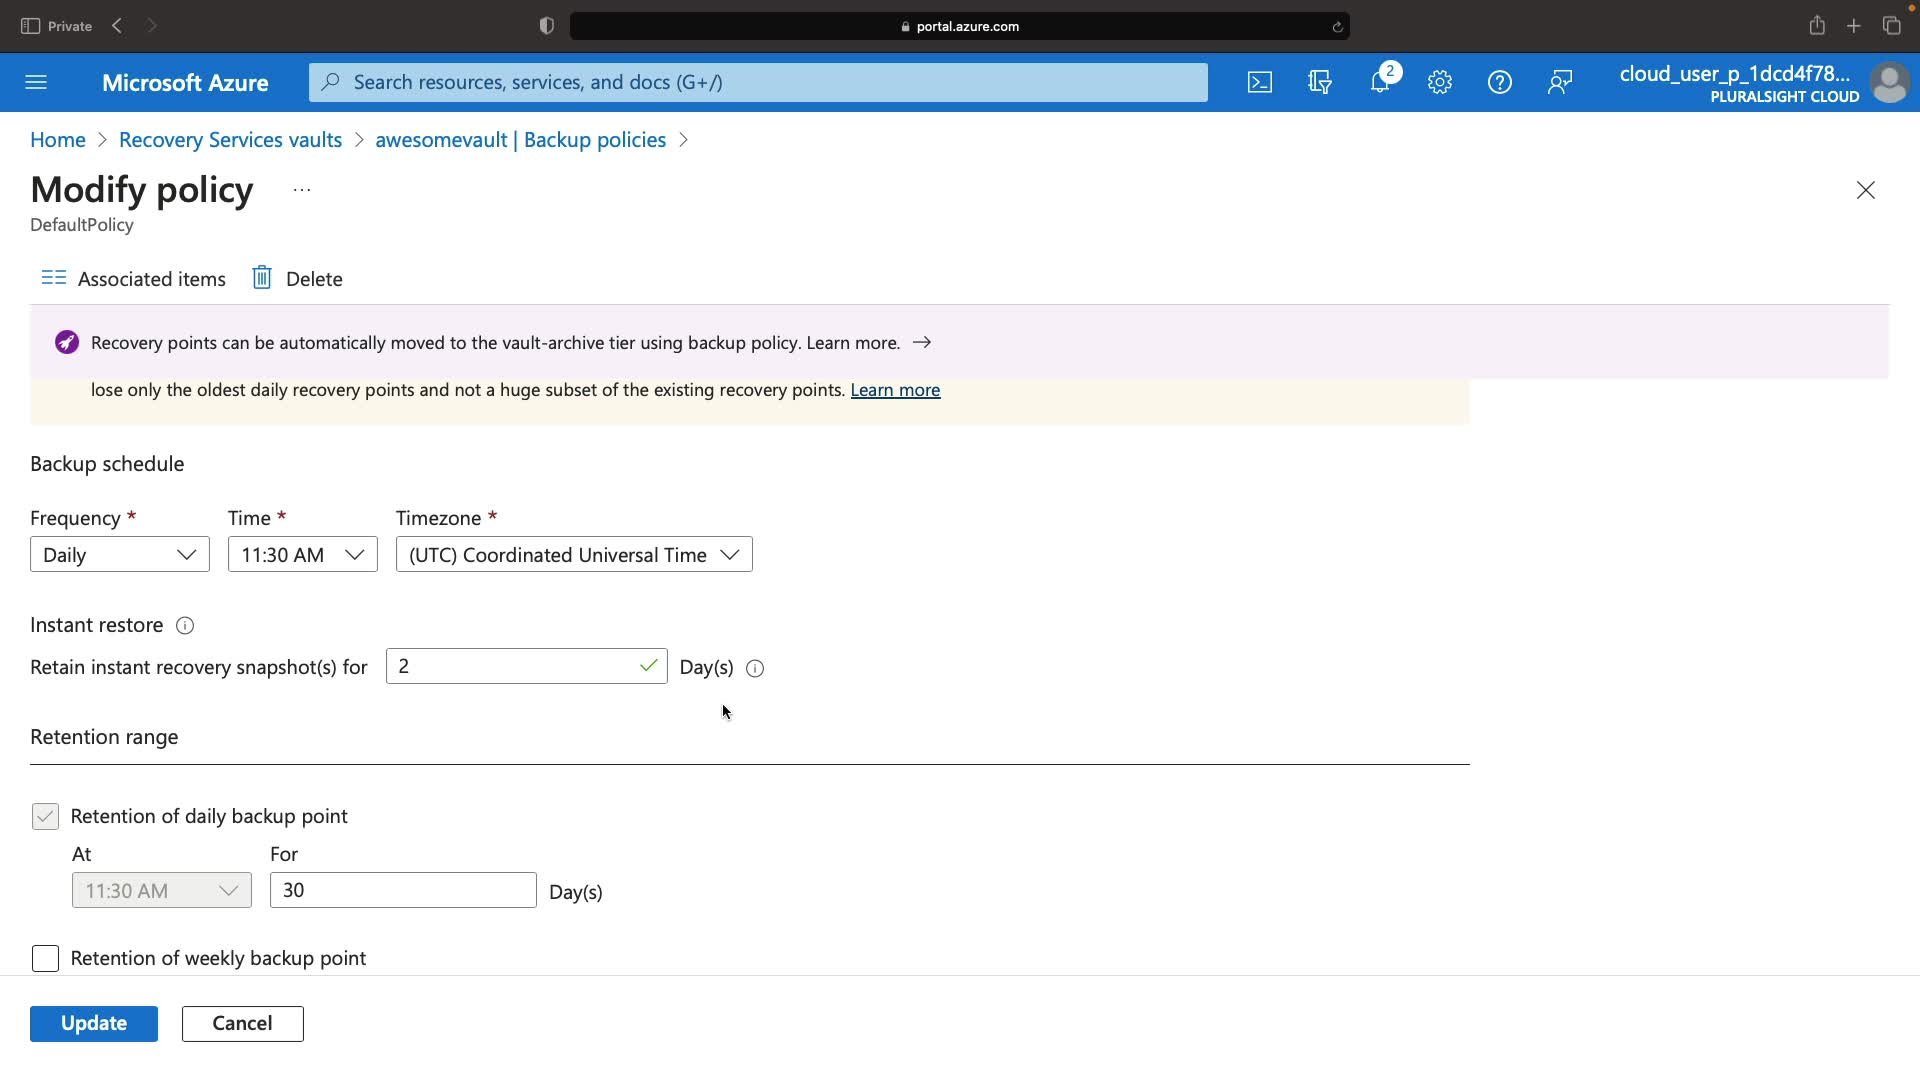 Private
portal.azure.com
Microsoft Azure
Search resources, services, and docs (G+/)
2
cloud_user_p_1dcd4f78...
PLURALSIGHT CLOUD
Home > Recovery Services vaults > awesomevault | Backup policies >
Modify policy ...
DefaultPolicy
Associated items
Delete
Recovery points can be automatically moved to the vault-archive tier using backup policy. Learn more. →
lose only the oldest daily recovery points and not a huge subset of the existing recovery points. Learn more
Backup schedule
Frequency * Time * Timezone *
Daily 11:30 AM (UTC) Coordinated Universal Time
Instant restore
Retain instant recovery snapshot(s) for 2 Day(s)
Retention range
Retention of daily backup point
At For
11:30 AM 30 Day(s)
Retention of weekly backup point
Update Cancel